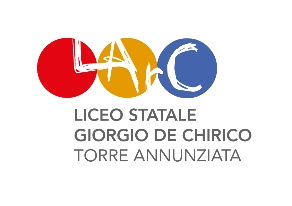 LArC
LICEO STATALE
GIORGIO DE CHIRICO
TORRE ANNUNZIATA